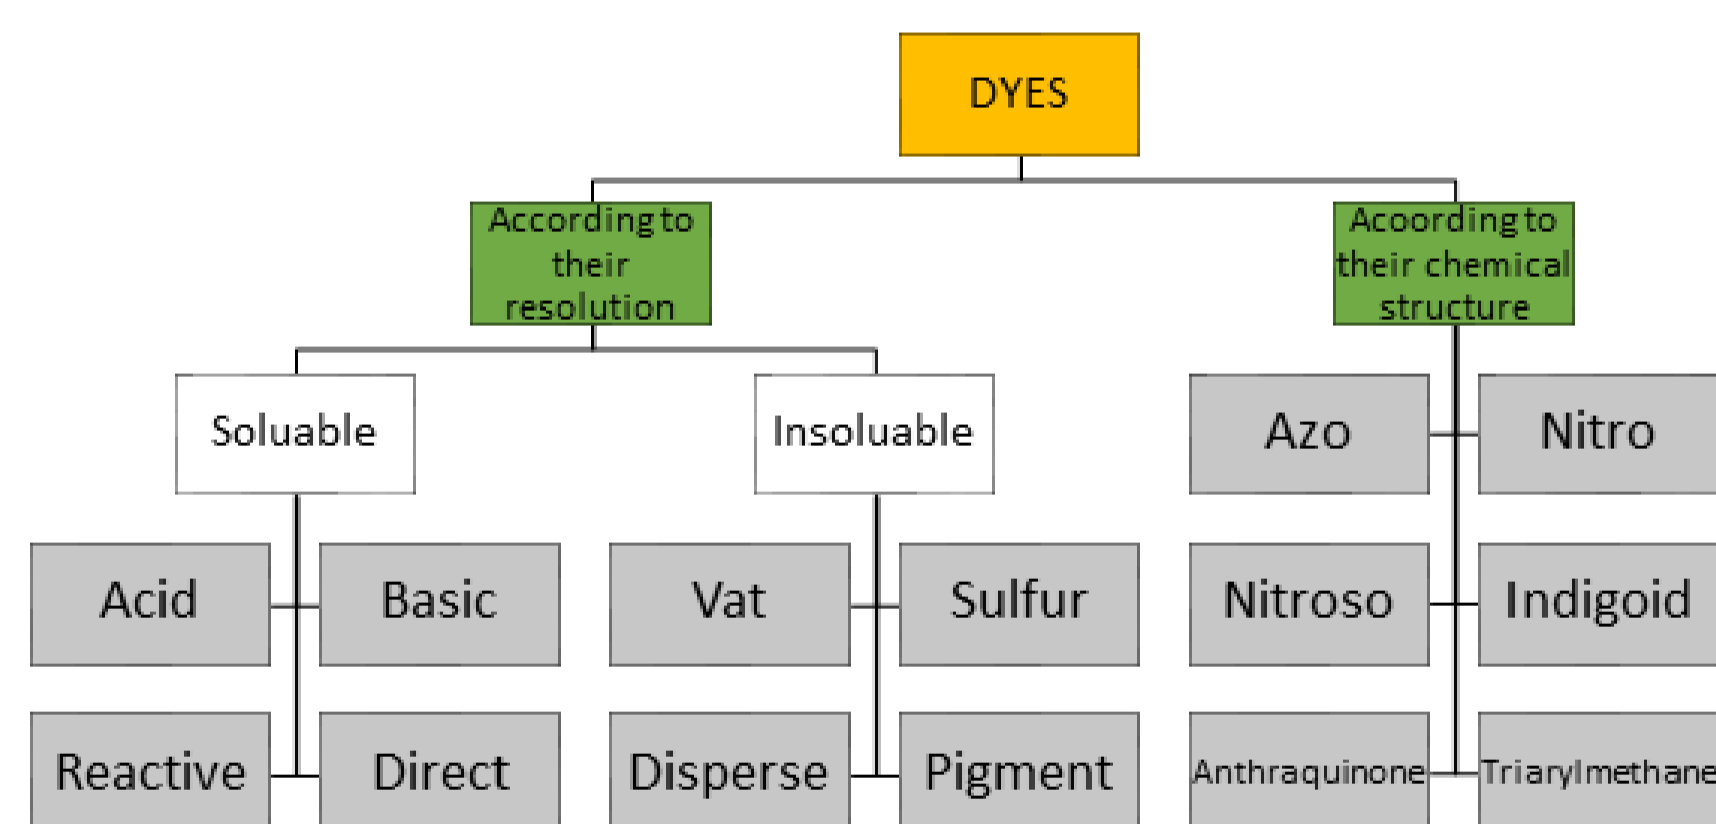 DYES
According to
their
resolution
Acoording to
their chemical
structure
Soluable
Insoluable
Azo
Nitro
Acid
Basic
Vat
Sulfur
Nitroso
Indigoid
Reactive
Direct
Disperse
Pigment
Anthraquinone
Triarylmethane